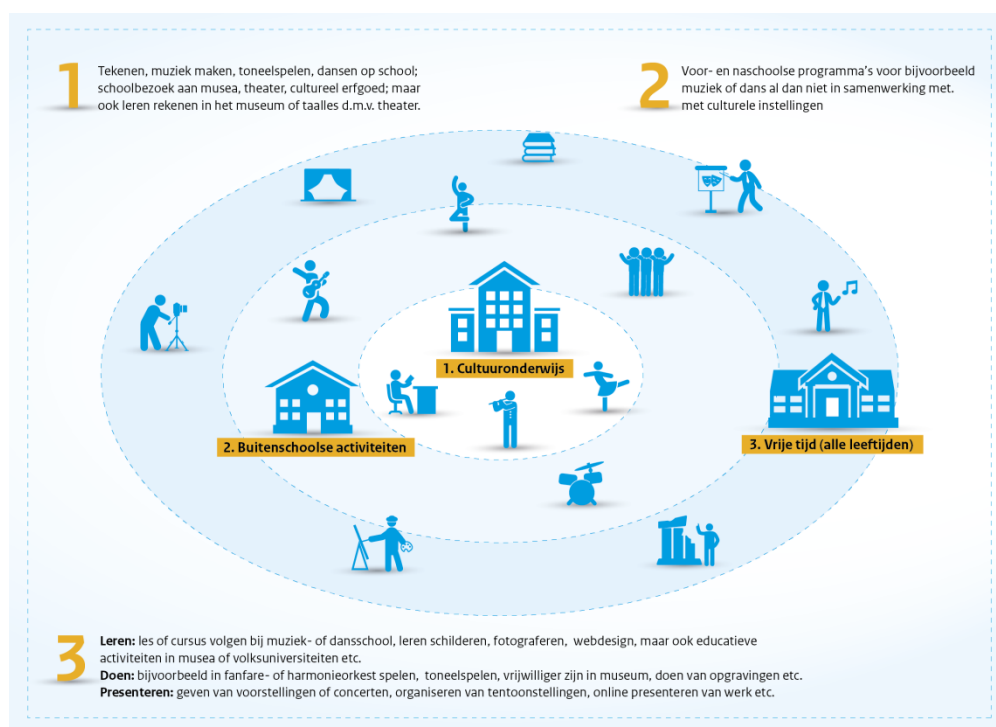 1
Tekenen, muziek maken, toneelspelen, dansen op school;
schoolbezoek aan musea, theater, cultureel erfgoed; maar
ook leren rekenen in het museum of taalles d.m.v. theater.
2
Voor- en naschoolse programma's voor bijvoorbeeld
muziek of dans al dan niet in samenwerking met.
met culturele instellingen
1. Cultuuronderwijs
2. Buitenschoolse activiteiten
3. Vrije tijd (alle leeftijden)
3
Leren: les of cursus volgen bij muziek- of dansschool, leren schilderen, fotograferen, webdesign, maar ook educatieve
activiteiten in musea of volksuniversiteiten etc.
Doen: bijvoorbeeld in fanfare- of harmonieorkest spelen, toneelspelen, vrijwilliger zijn in museum, doen van opgravingen etc.
Presenteren: geven van voorstellingen of concerten, organiseren van tentoonstellingen, online presenteren van werk etc.